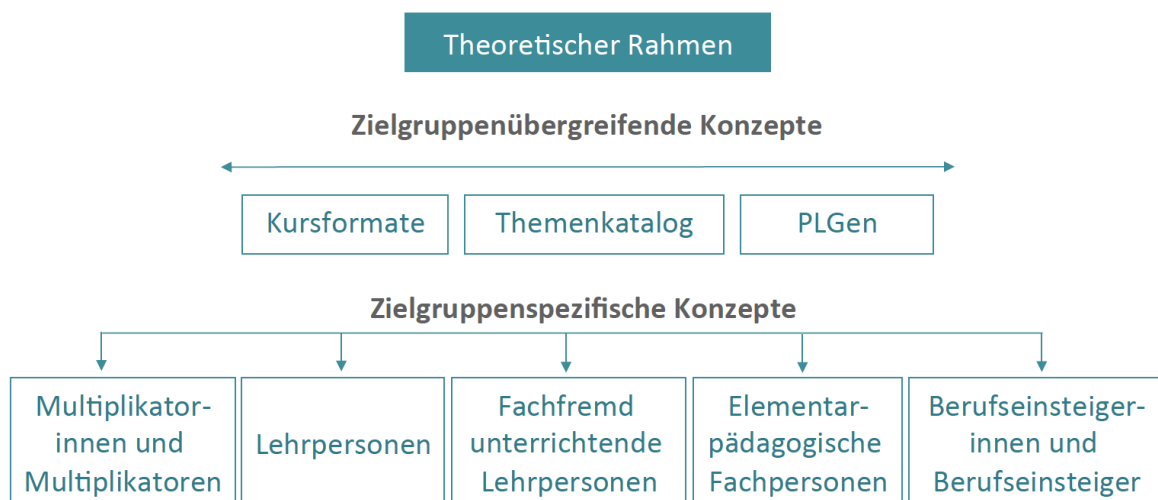 Theoretischer Rahmen
Zielgruppenübergreifende Konzepte
Kursformate
Themenkatalog
PLGen
Zielgruppenspezifische Konzepte
Multiplikator-
innen und
Multiplikatoren
Lehrpersonen
Fachfremd
unterrichtende
Lehrpersonen
Elementar-
pädagogische
Fachpersonen
Berufseinsteiger-
innen und
Berufseinsteiger